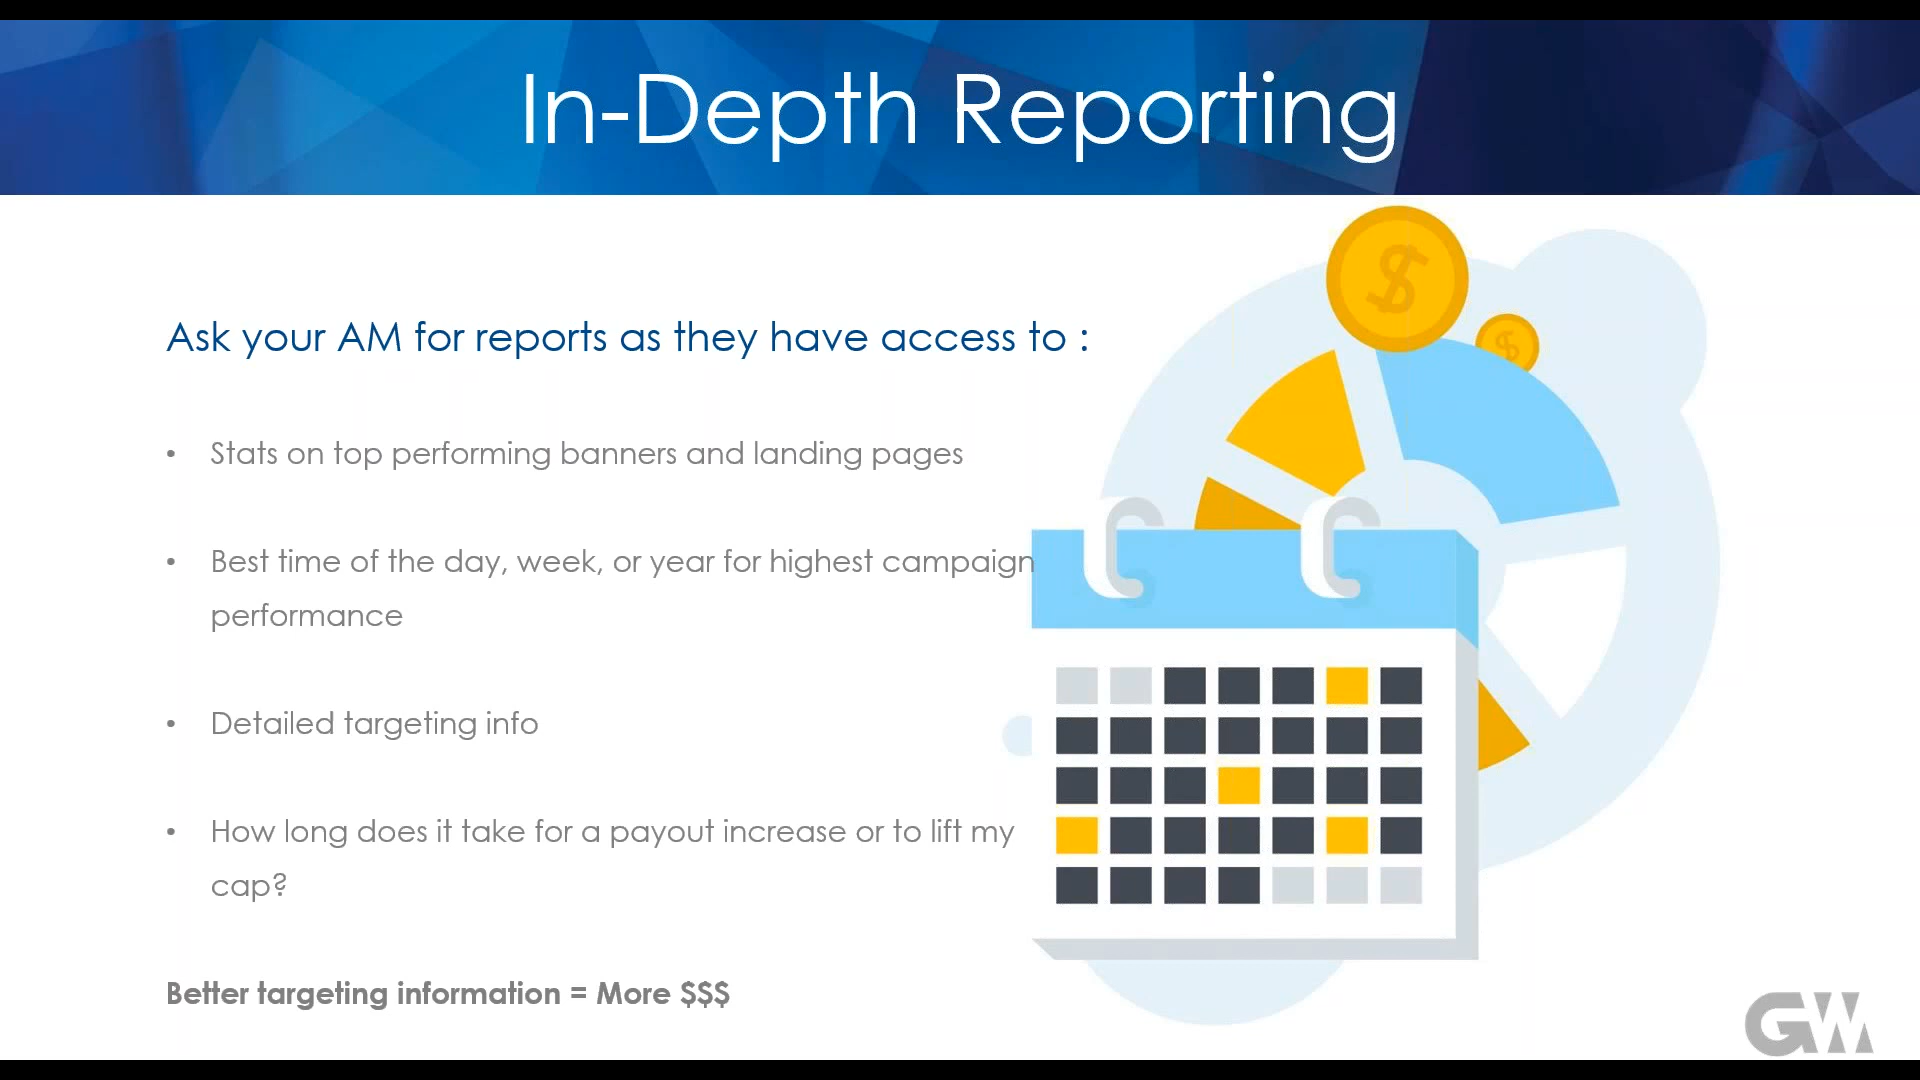 In-Depth Reporting
Ask your AM for reports as they have access to :
• Stats on top performing banners and landing pages
• Best time of the day, week, or year for highest campaign
performance
• Detailed targeting info
• How long does it take for a payout increase or to lift my
cap?
Better targeting information = More $$$
$
$
GW